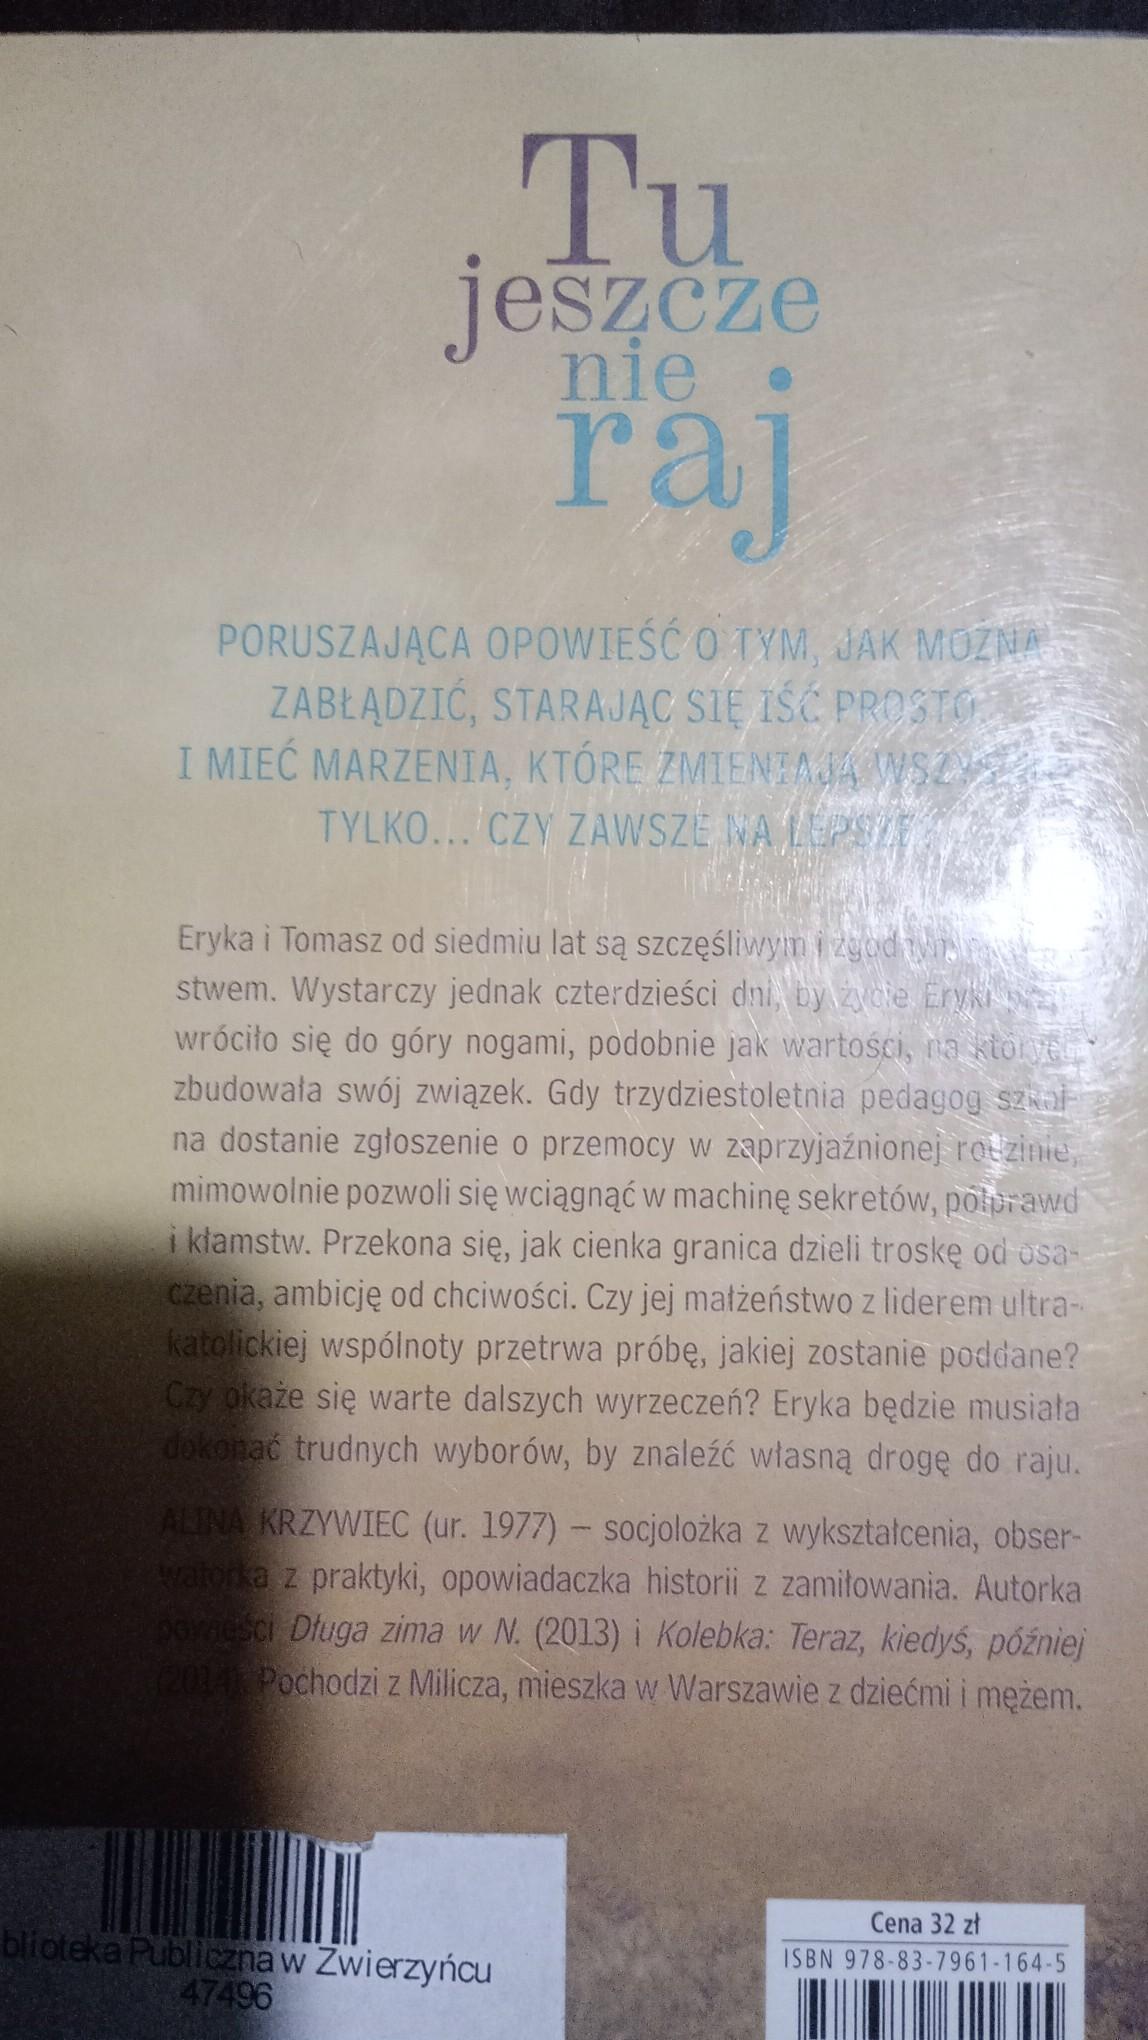 Tu
jeszcze
nie
raj
PORUSZAJĄCA OPOWIEŚĆ O TYM, JAK MOŻNA
ZABŁĄDZIĆ, STARAJĄC SIĘ IŚĆ PROSTO.
I MIEĆ MARZENIA, KTÓRE ZMIENIAJĄ
TYLKO... CZY ZAWSZE NA LEPSZE?
Eryka i Tomasz od siedmiu lat są szczęśliwym i zgodnym
stwem. Wystarczy jednak czterdzieści dni, by życie Eryki
wróciło się do góry nogami, podobnie jak wartości, na których
zbudowała swój związek. Gdy trzydziestoletnia pedagog szkol-
na dostanie zgłoszenie o przemocy w zaprzyjaźnionej rodzinie,
mimowolnie pozwoli się wciągnąć w machinę sekretów, półprawd
i kłamstw. Przekona się, jak cienka granica dzieli troskę od osa-
czenia, ambicję od chciwości. Czy jej małżeństwo z liderem ultra-
katolickiej wspólnoty przetrwa próbę, jakiej zostanie poddane?
Czy okaże się warte dalszych wyrzeczeń? Eryka będzie musiała
dokonać trudnych wyborów, by znaleźć własną drogę do raju.
ALINA KRZYWIEC (ur. 1977) – socjolożka z wykształcenia, obser-
watorka z praktyki, opowiadaczka historii z zamiłowania. Autorka
powieści Długa zima w N. (2013) i Kolebka: Teraz, kiedyś, później
(2014). Pochodzi z Milicza, mieszka w Warszawie z dziećmi i mężem.
blioteka Publiczna w Zwierzyńcu
47496
Cena 32 zł
ISBN 978-83-7961-164-5